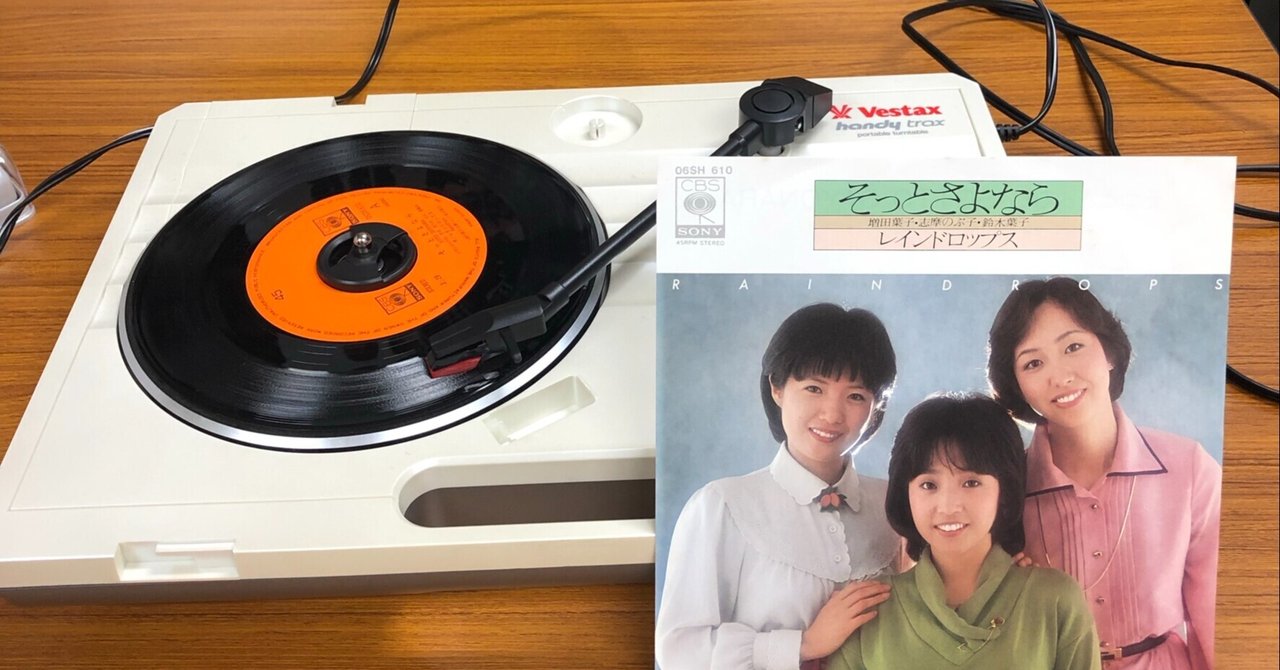 Vestax
handy trax
portable turntable
SONY
45
06SH 610
CBS
SONY
45RPM STEREO
そっとさよなら
増田葉子・志摩のぶ子・鈴木葉子
レインドロップス
RAINDROPS